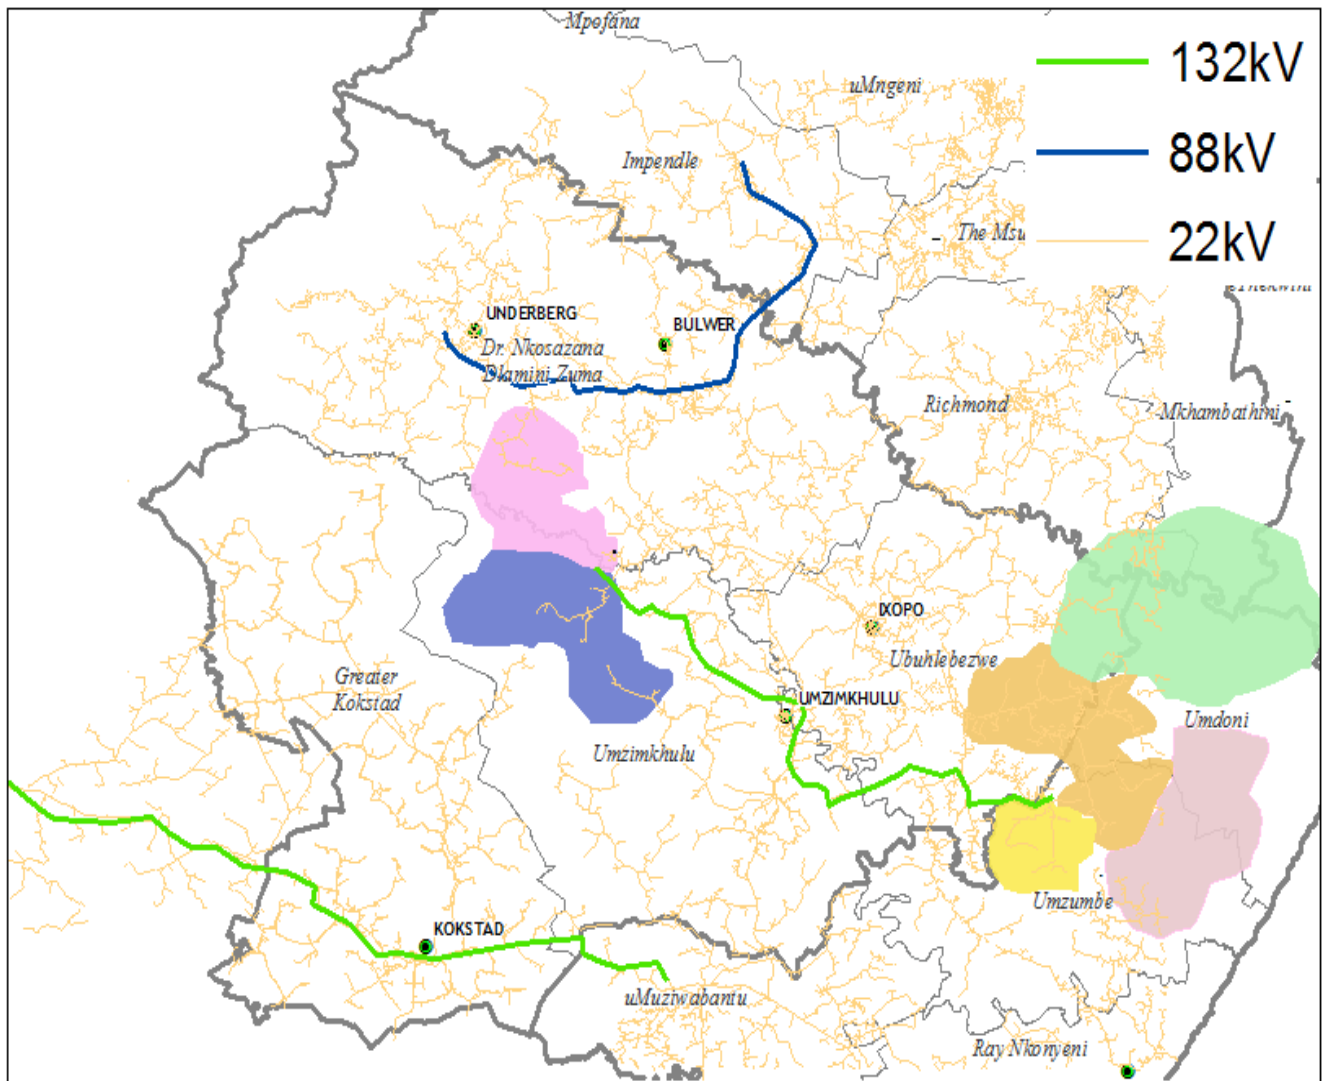 Mpofana
132kV
uMngeni
88kV
Impendle
The Msu
22kV
UNDERBERG
BULWER
Dr. Nkosazana
Dlamini Zuma
Richmond
Mkhambathini
IXOPO
Ubuhlebezwe
Greater
Kokstad
UMZIMKHULU
Umdoni
Umzimkhulu
Umzumbe
KOKSTAD
uMuziwabantu
Ray Nkonyeni